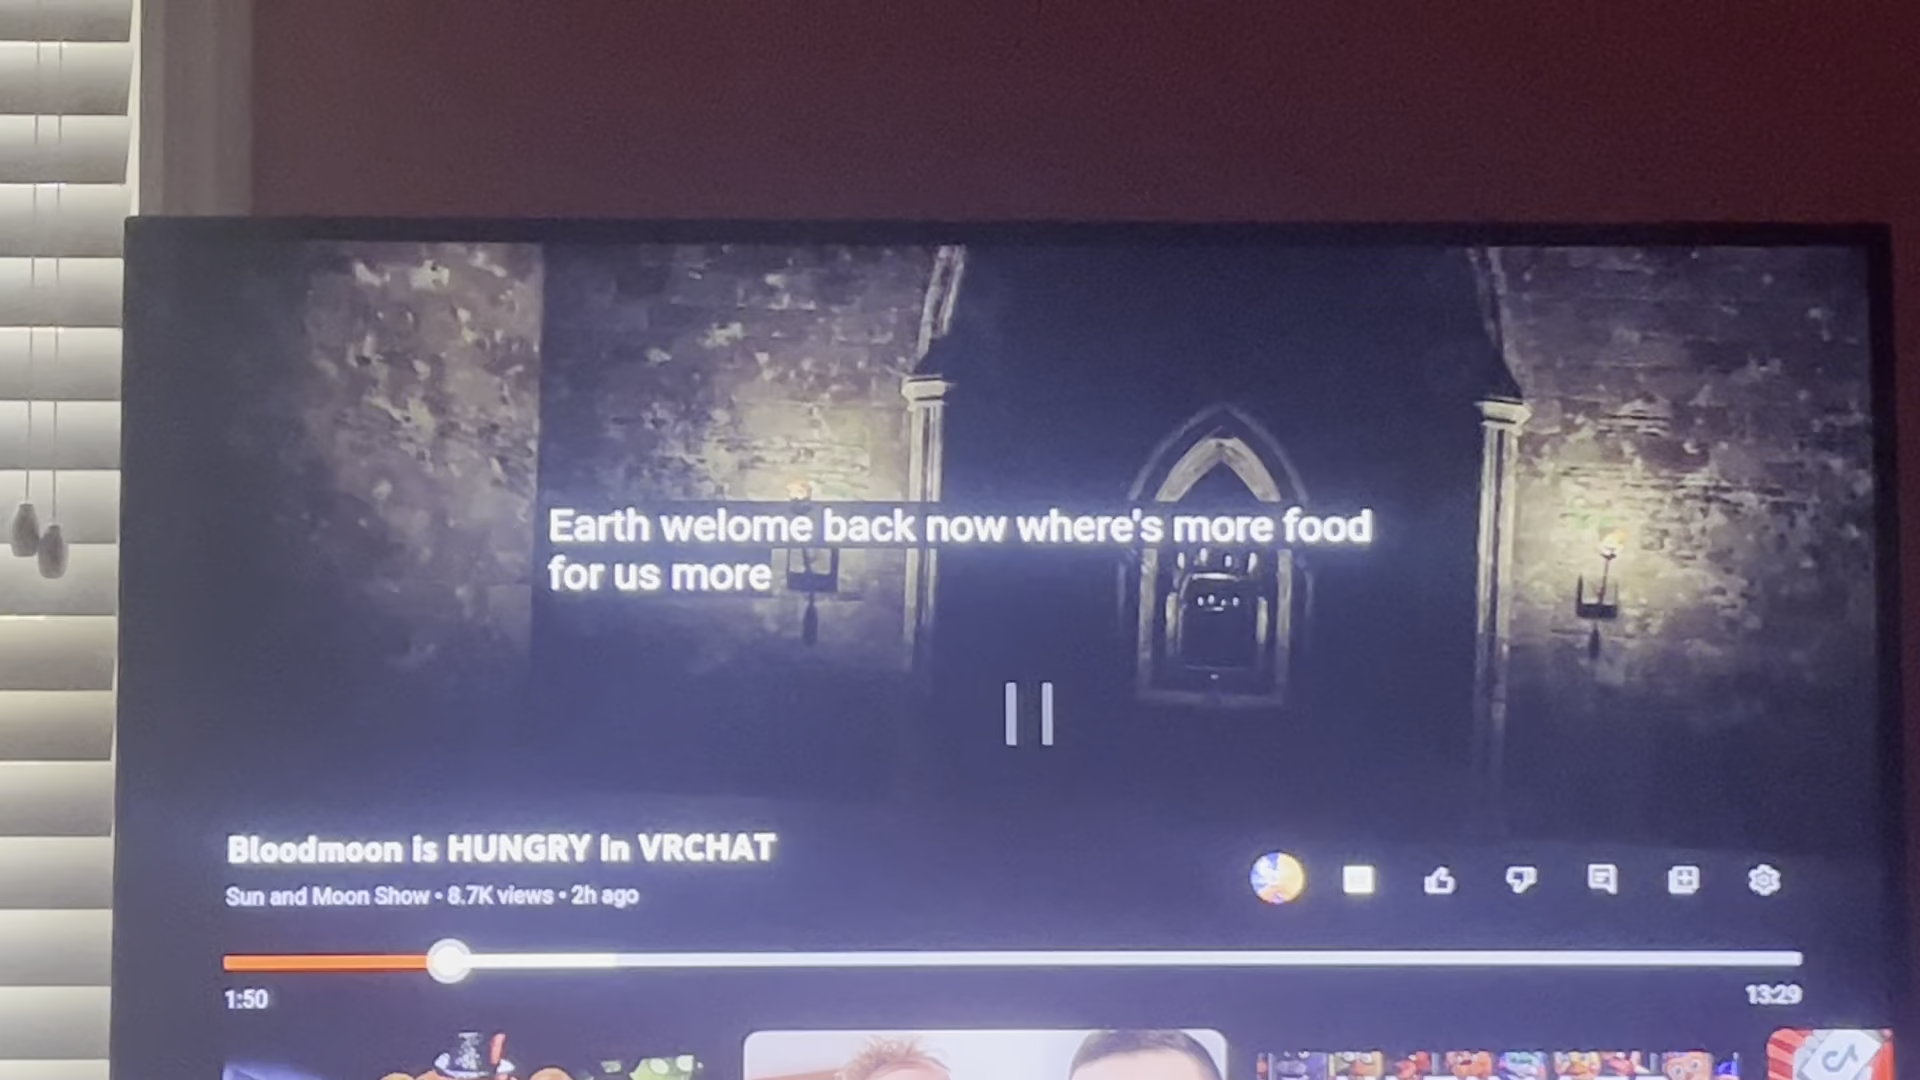 Earth welome back now where's more food
for us more
Bloodmoon is HUNGRY in VRCHAT
Sun and Moon Show • 8.7K views • 2h ago
1:50
13:29